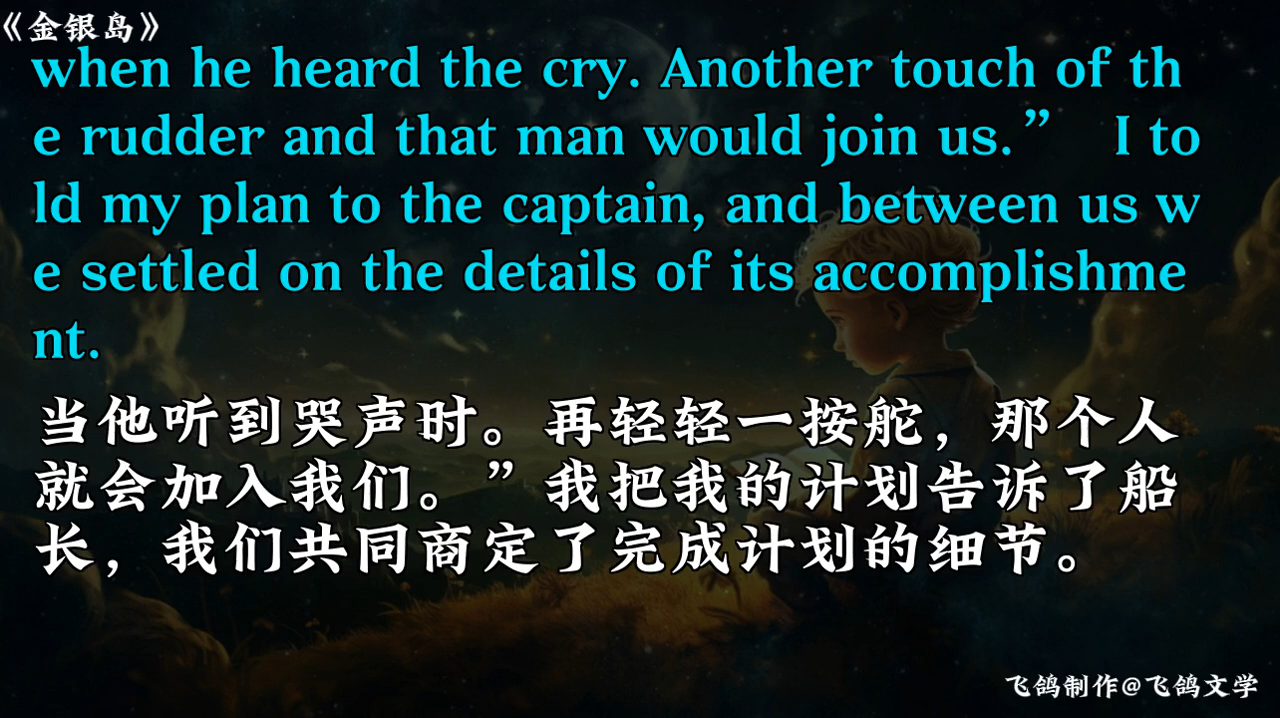 《金银岛》
when he heard the cry. Another touch of th
e rudder and that man would join us.” I to
ld my plan to the captain, and between us w
e settled on the details of its accomplishme
nt.
当他听到哭声时。再轻轻一按舵，那个人
就会加入我们。”我把我的计划告诉了船
长，我们共同商定了完成计划的细节。
飞鸽制作@飞鸽文学